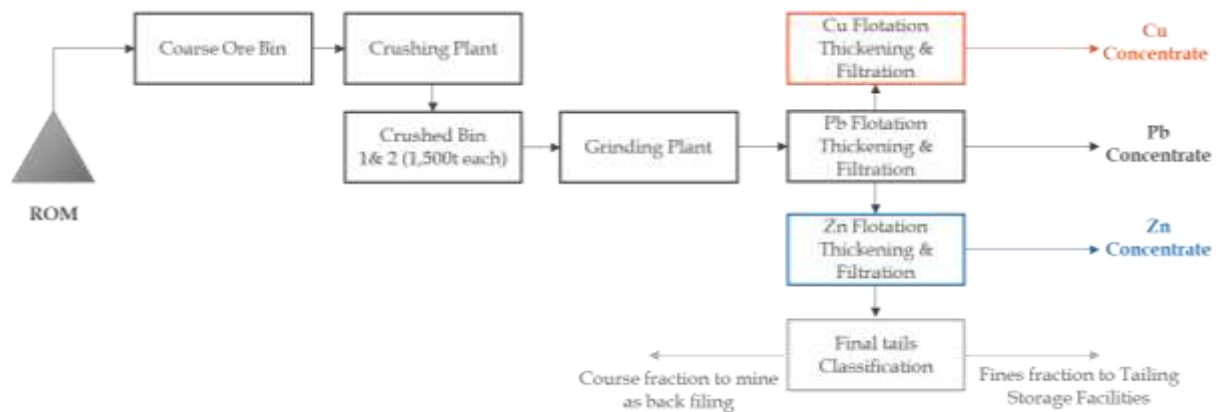 Coarse Ore Bin
Crushing Plant
Cu Flotation
Thickening &
Filtration
Cu
Concentrate
Crushed Bin
1& 2 (1,500t each)
Grinding Plant
Pb Flotation
Thickening &
Filtration
Pb
Concentrate
ROM
Zn Flotation
Thickening &
Filtration
Zn
Concentrate
Final tails
Classification
Course fraction to mine
as back filing
Fines fraction to Tailing
Storage Facilities